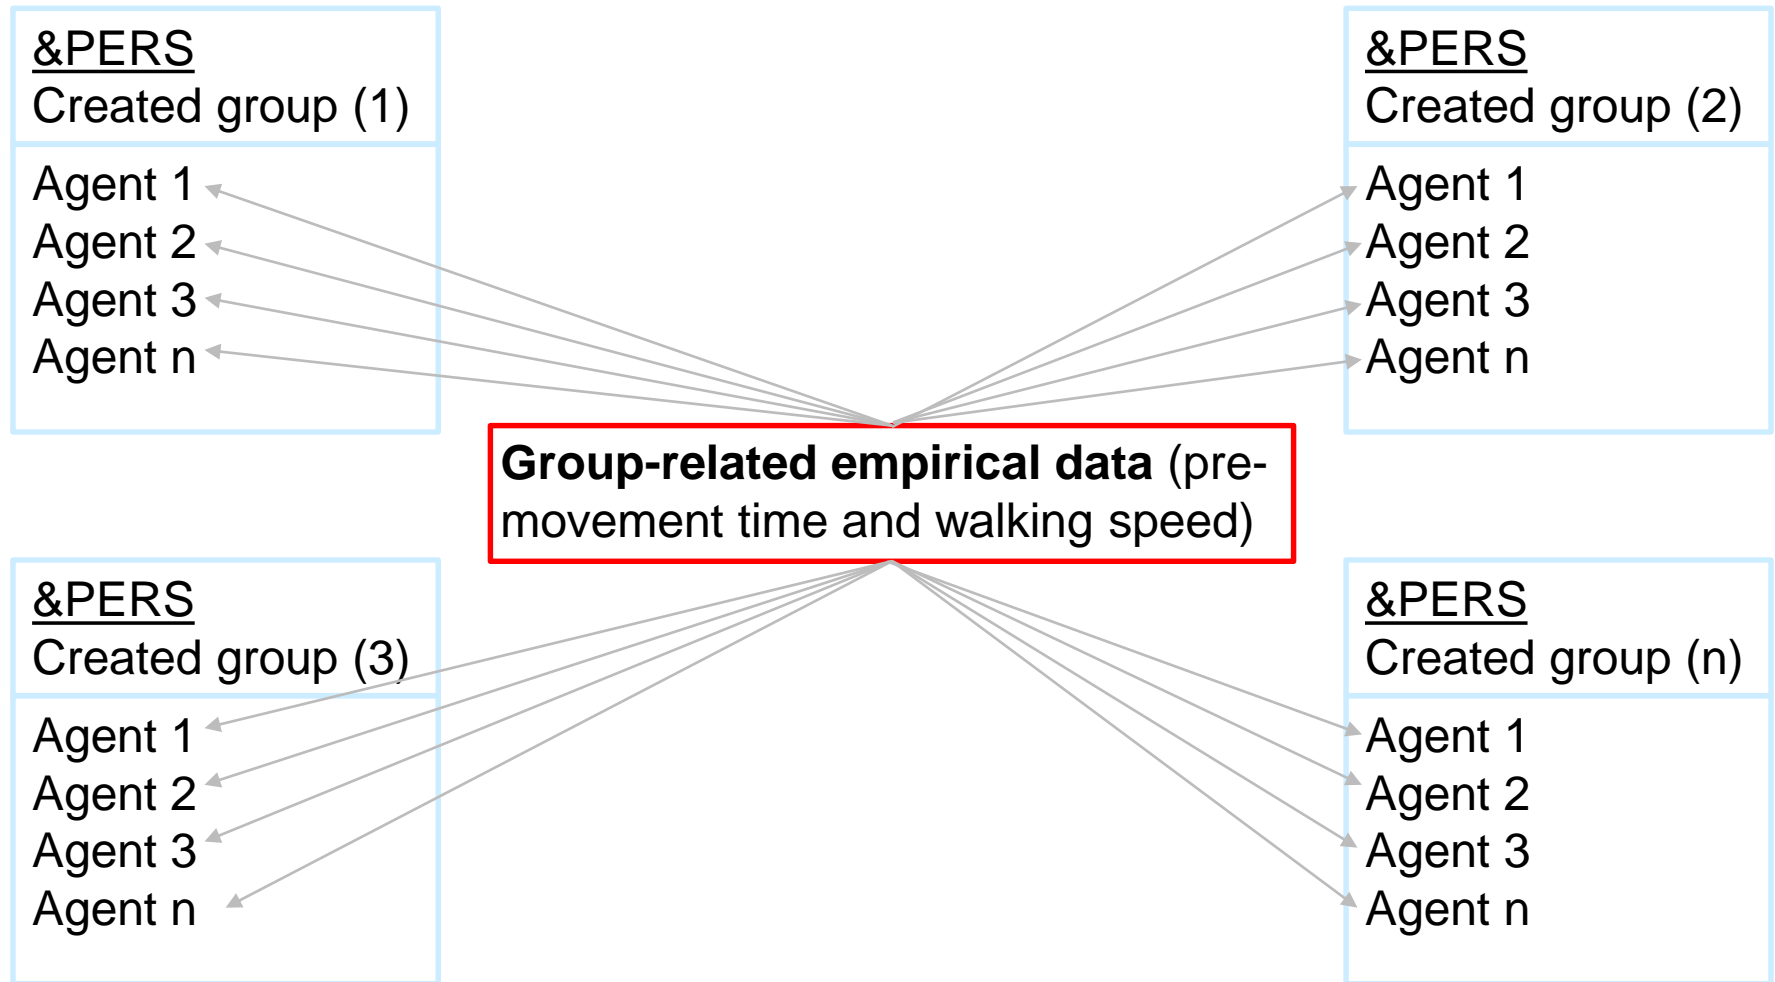 &PERS
Created group (1)
Agent 1
Agent 2
Agent 3
Agent n
&PERS
Created group (2)
Agent 1
Agent 2
Agent 3
Agent n
Group-related empirical data (pre-
movement time and walking speed)
&PERS
Created group (3)
Agent 1
Agent 2
Agent 3
Agent n
&PERS
Created group (n)
Agent 1
Agent 2
Agent 3
Agent n